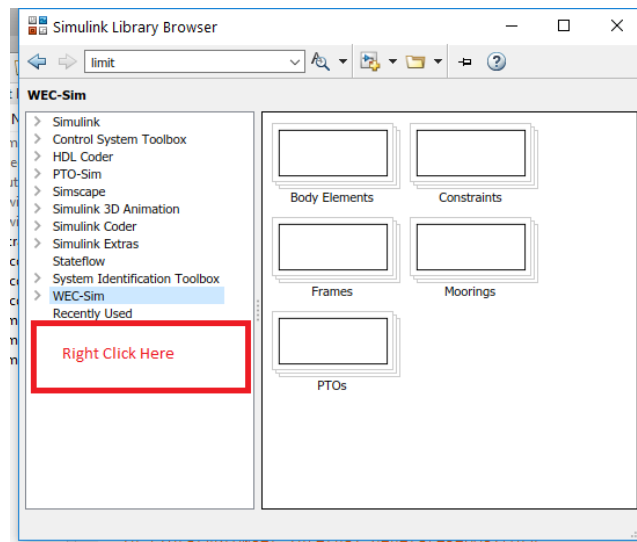 Simulink Library Browser
limit
WEC-Sim
Simulink
Control System Toolbox
HDL Coder
PTO-Sim
Simscape
Simulink 3D Animation
Simulink Coder
Simulink Extras
Stateflow
System Identification Toolbox
WEC-Sim
Recently Used
Right Click Here
Body Elements
Constraints
Frames
Moorings
PTOs